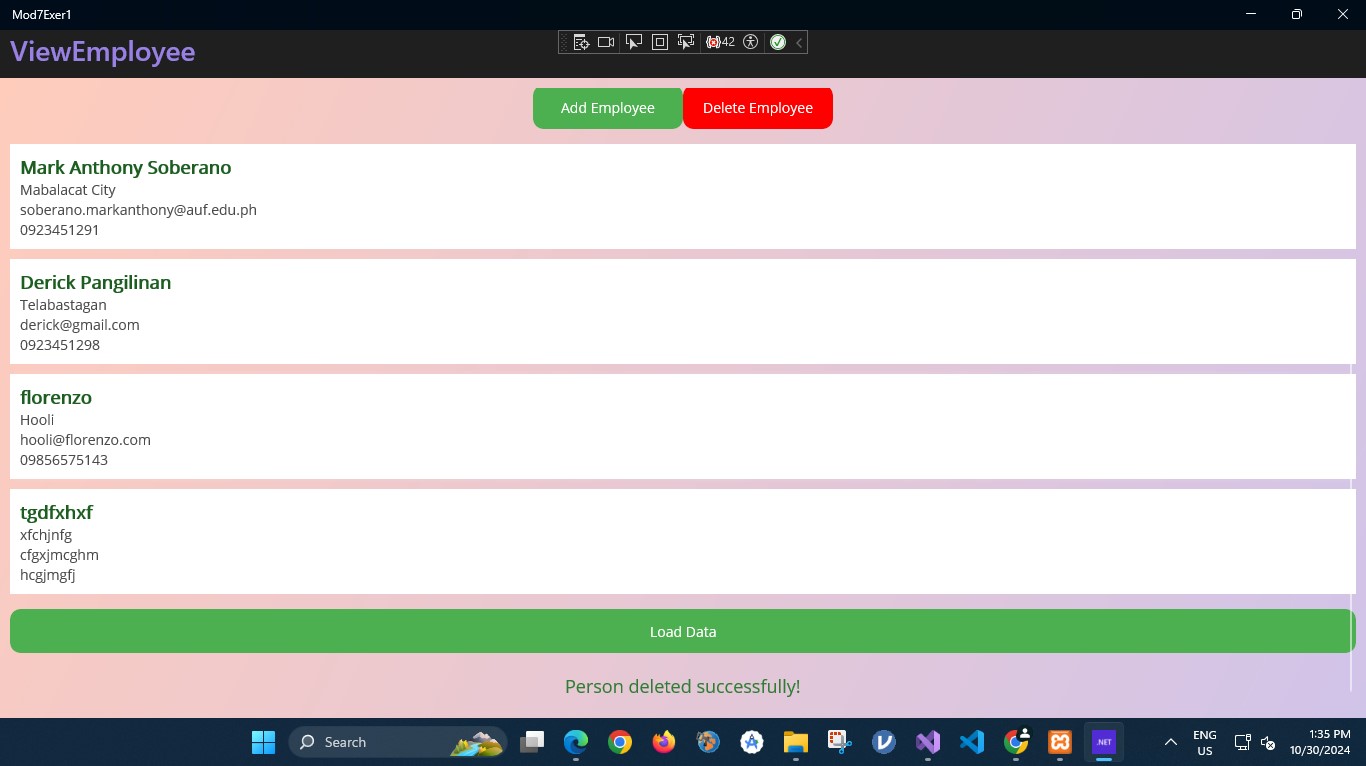 Mod7Exer1
ViewEmployee
42
Add Employee
Delete Employee
Mark Anthony Soberano
Mabalacat City
soberano.markanthony@auf.edu.ph
0923451291
Derick Pangilinan
Telabastagan
derick@gmail.com
0923451298
florenzo
Hooli
hooli@florenzo.com
09856575143
tgdfxhxf
xfchjnfg
cfgxjmcghm
hcgjmgfj
Load Data
Person deleted successfully!
Search
.NET
ENG
US
1:35 PM
10/30/2024